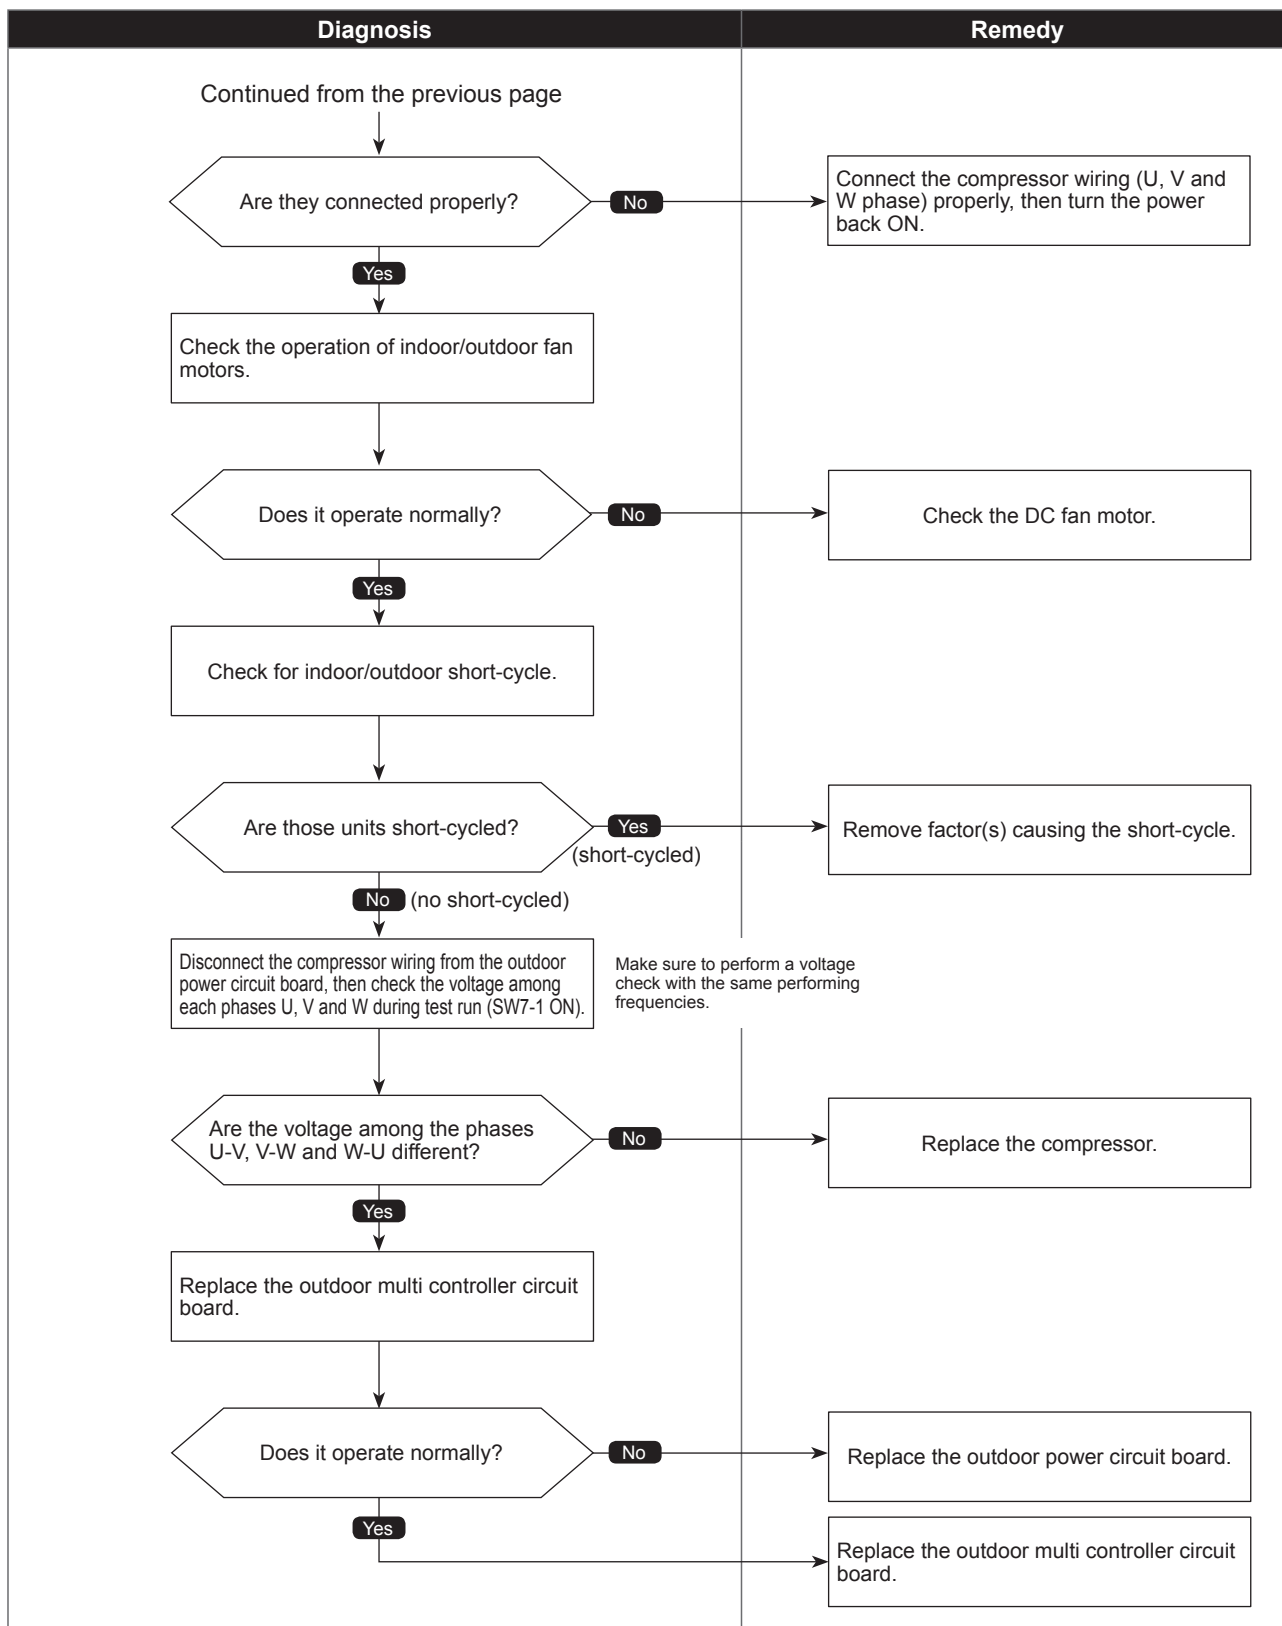 Diagnosis
Remedy
Continued from the previous page
Are they connected properly?
No
Connect the compressor wiring (U, V and
W phase) properly, then turn the power
back ON.
Yes
Check the operation of indoor/outdoor fan
motors.
Does it operate normally?
No
Check the DC fan motor.
Yes
Check for indoor/outdoor short-cycle.
Are those units short-cycled?
Yes
(short-cycled)
Remove factor(s) causing the short-cycle.
No (no short-cycled)
Disconnect the compressor wiring from the outdoor
power circuit board, then check the voltage among
each phases U, V and W during test run (SW7-1 ON).
Make sure to perform a voltage
check with the same performing
frequencies.
Are the voltage among the phases
U-V, V-W and W-U different?
No
Replace the compressor.
Yes
Replace the outdoor multi controller circuit
board.
Does it operate normally?
No
Replace the outdoor power circuit board.
Yes
Replace the outdoor multi controller circuit
board.